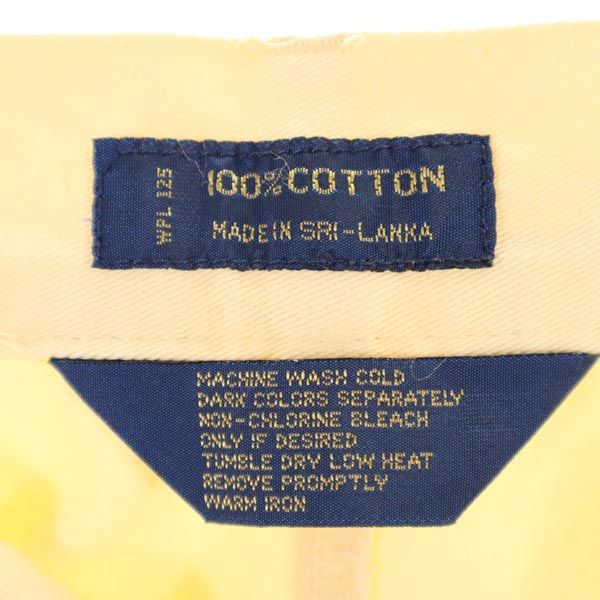 WPL 125
100% COTTON
MADE IN SRI-LANKA
MACHINE WASH COLD
DARK COLORS SEPARATELY
NON-CHLORINE BLEACH
ONLY IF DESIRED
TUMBLE DRY LOW HEAT
REMOVE PROMPTLY
WARM IRON